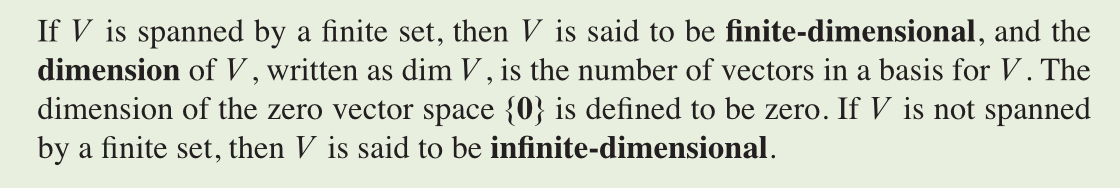 If V is spanned by a finite set, then V is said to be finite-dimensional, and the
dimension of V, written as dim V, is the number of vectors in a basis for V. The
dimension of the zero vector space {0} is defined to be zero. If V is not spanned
by a finite set, then V is said to be infinite-dimensional.